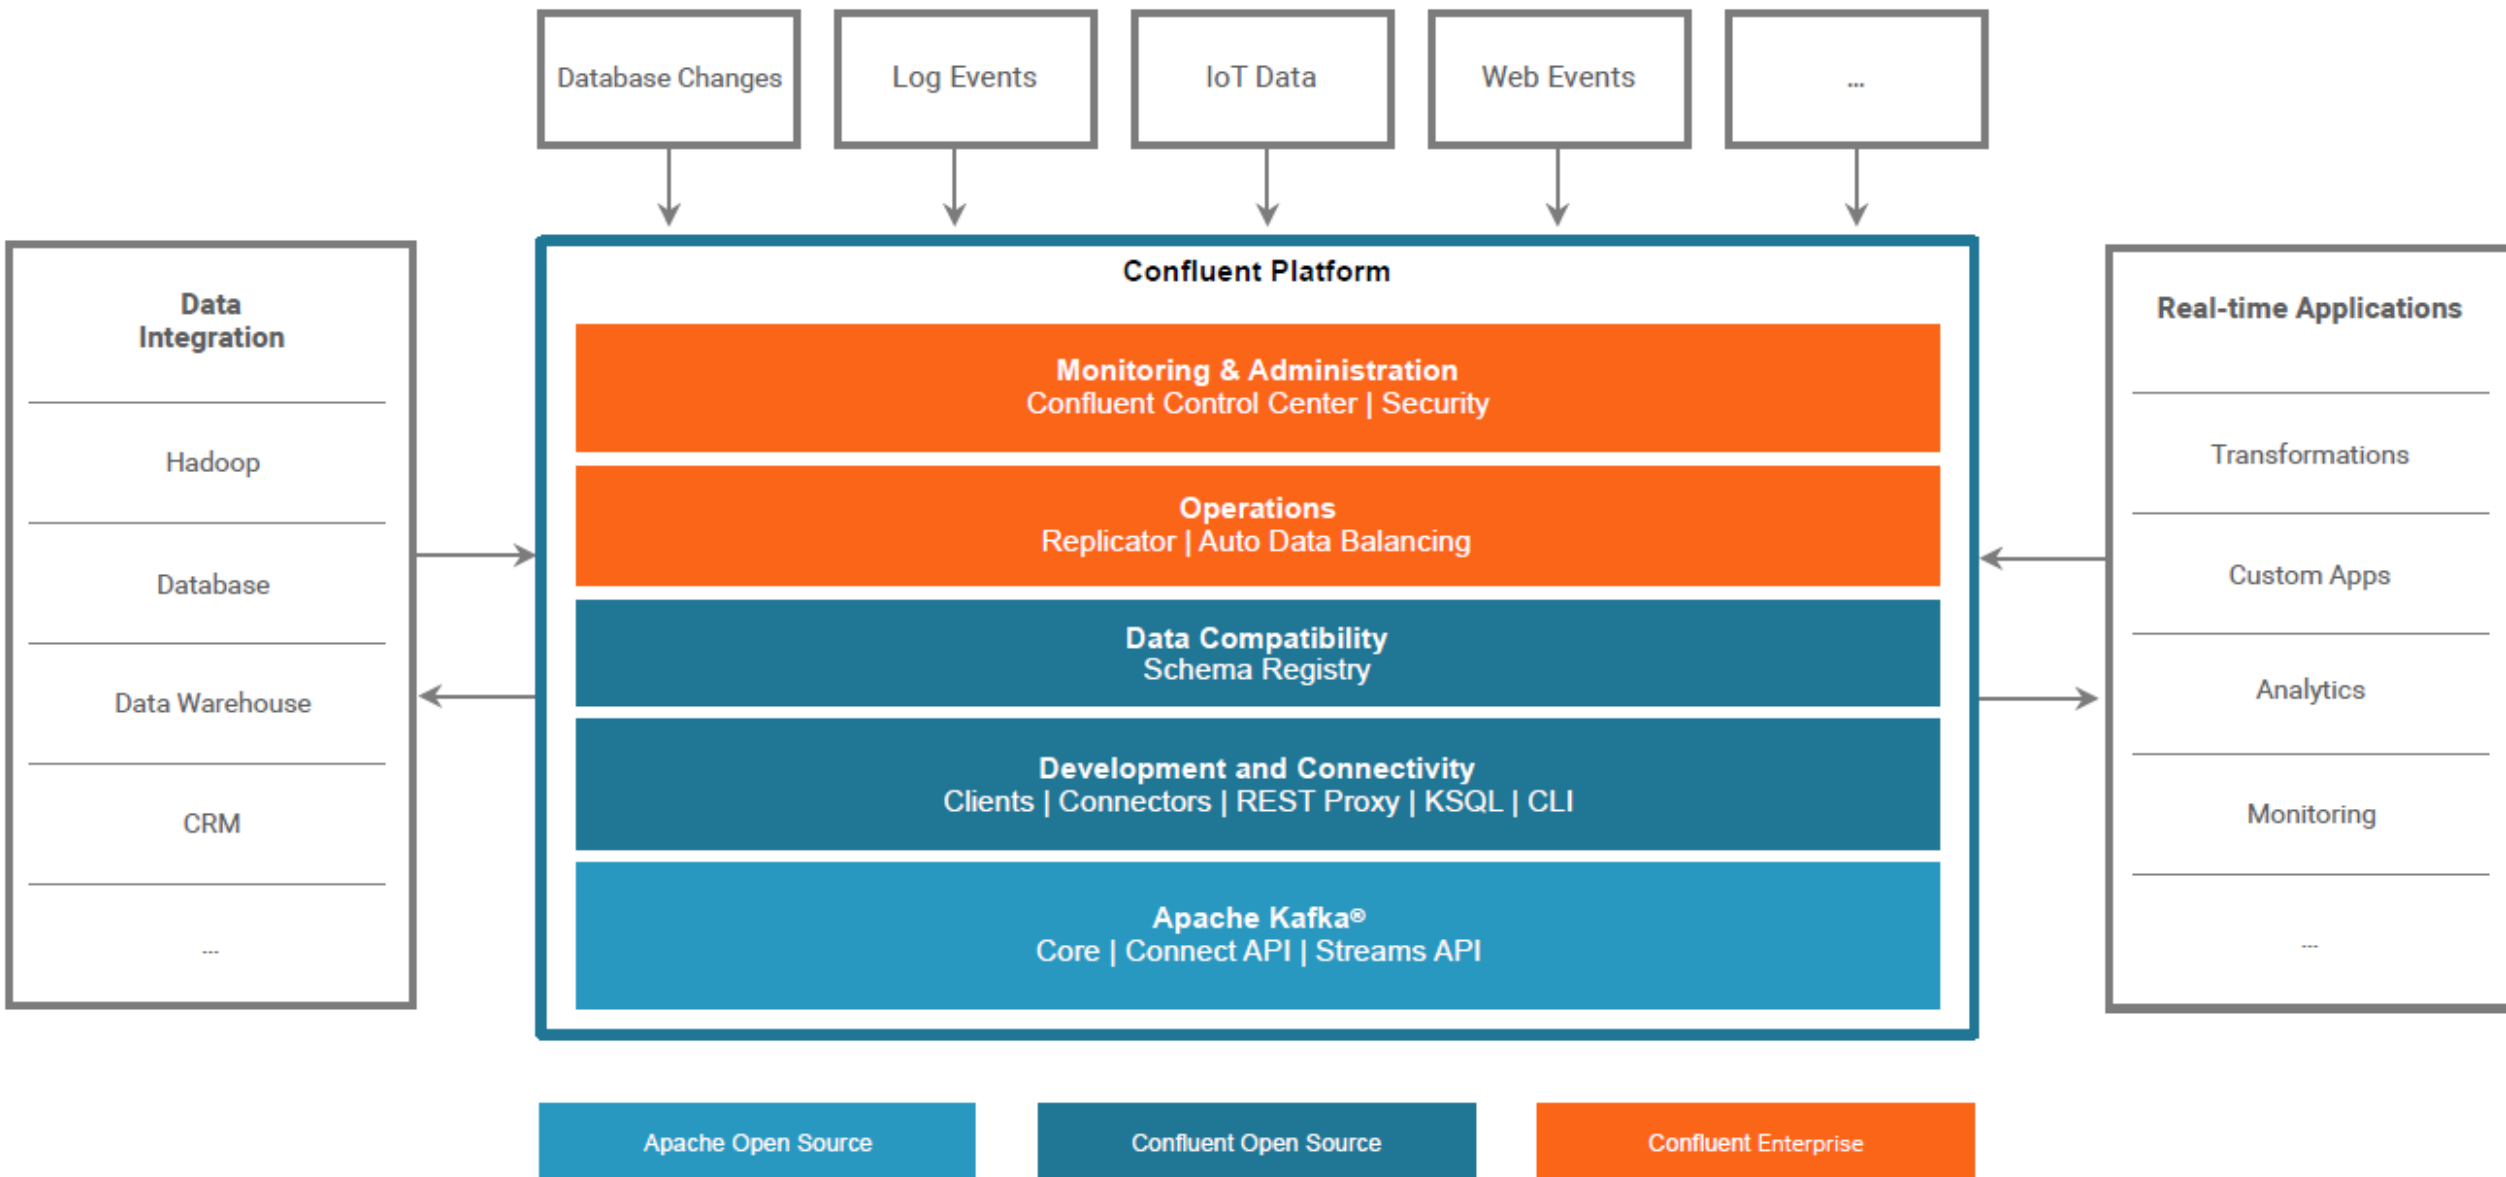 Database Changes
Log Events
IoT Data
Web Events
...
Data
Integration
Hadoop
Database
Data Warehouse
CRM
...
Confluent Platform
Monitoring & Administration
Confluent Control Center | Security
Operations
Replicator | Auto Data Balancing
Data Compatibility
Schema Registry
Development and Connectivity
Clients | Connectors | REST Proxy | KSQL | CLI
Apache Kafka®
Core | Connect API | Streams API
Real-time Applications
Transformations
Custom Apps
Analytics
Monitoring
...
Apache Open Source
Confluent Open Source
Confluent Enterprise